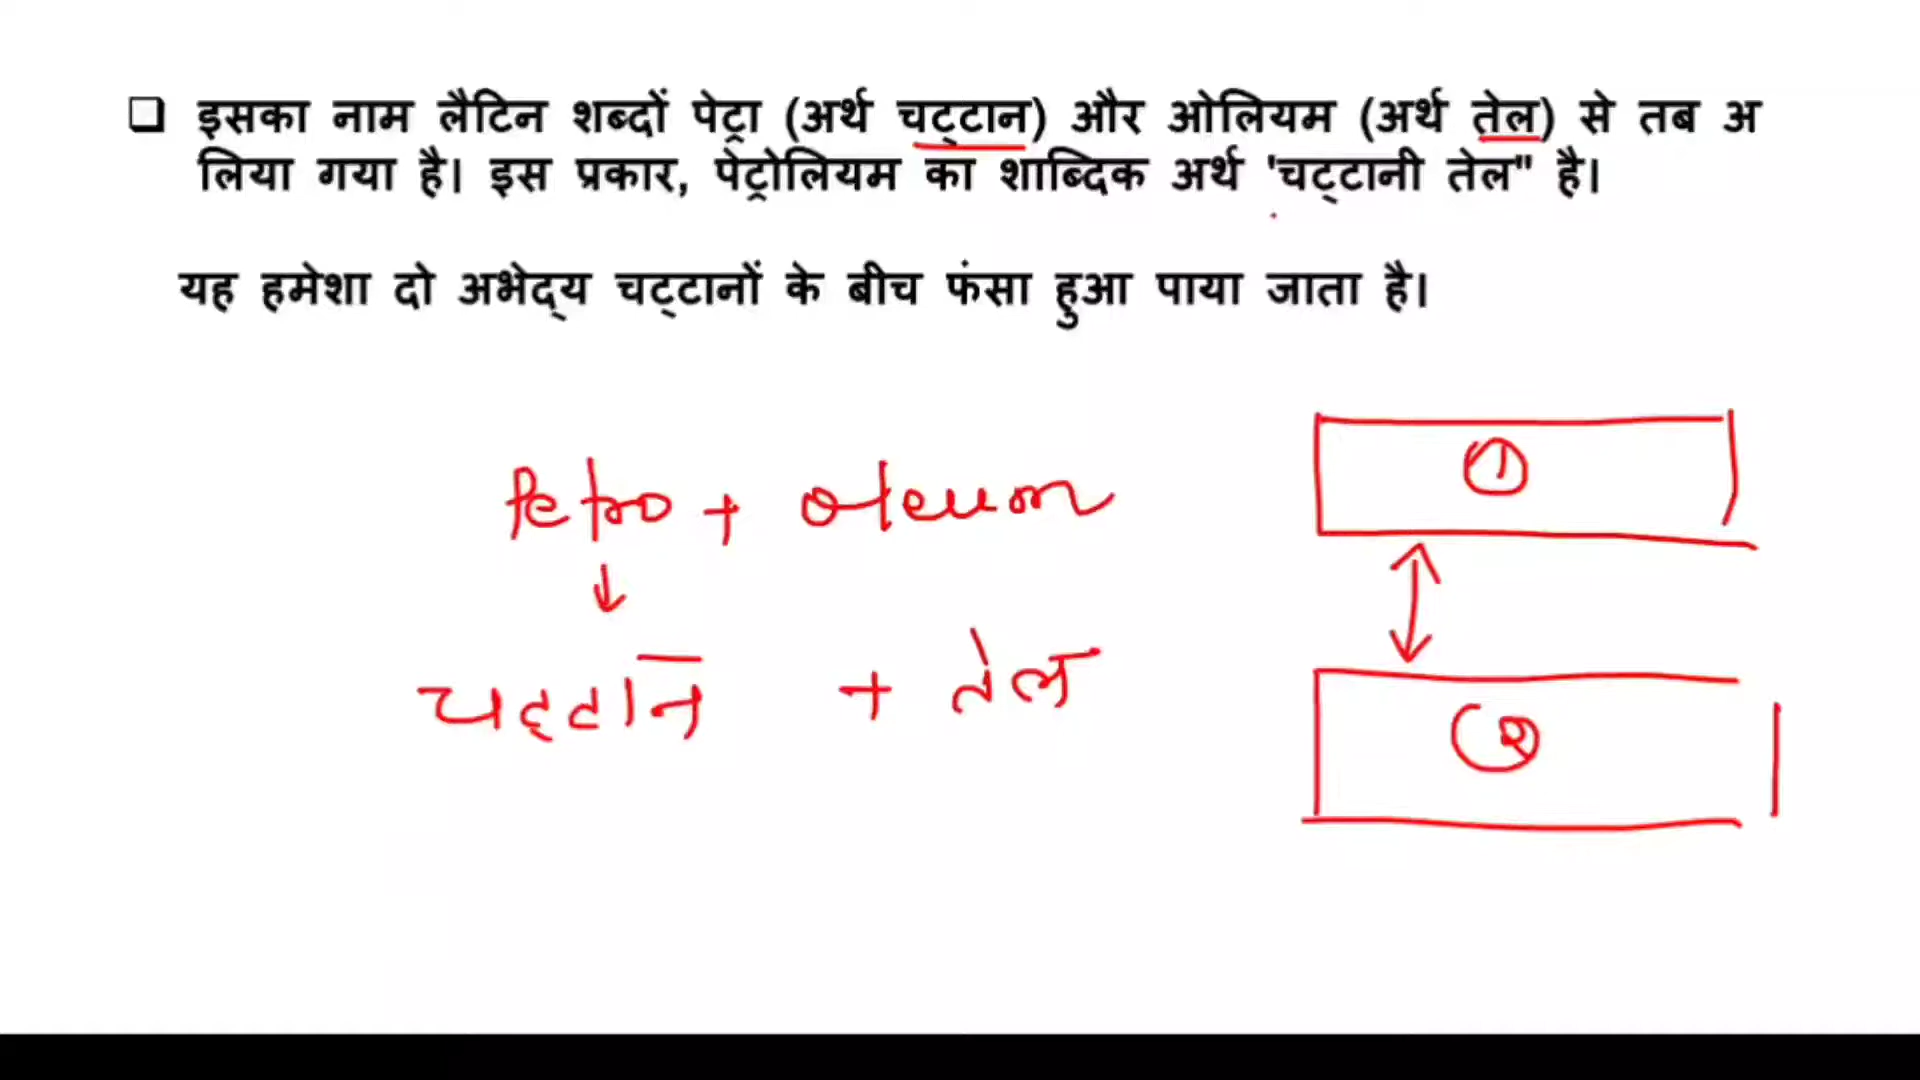 इसका नाम लैटिन शब्दों पेट्रा (अर्थ चट्टान) और ओलियम (अर्थ तेल) से तब अ
लिया गया है। इस प्रकार, पेट्रोलियम का शाब्दिक अर्थ 'चट्टानी तेल" है।
यह हमेशा दो अभेद्य चट्टानों के बीच फंसा हुआ पाया जाता है।
Petro + oleum
चट्टान + तेल
1
2